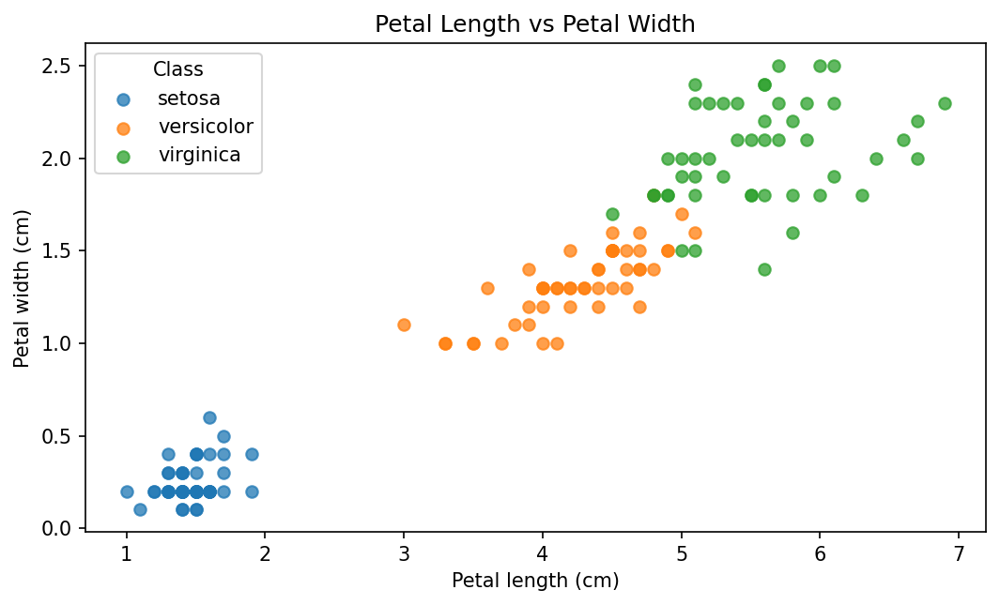 Petal Length vs Petal Width
Class
setosa
versicolor
virginica
Petal width (cm)
2.5
2.0
1.5
1.0
0.5
0.0
1 2 3 4 5 6 7
Petal length (cm)